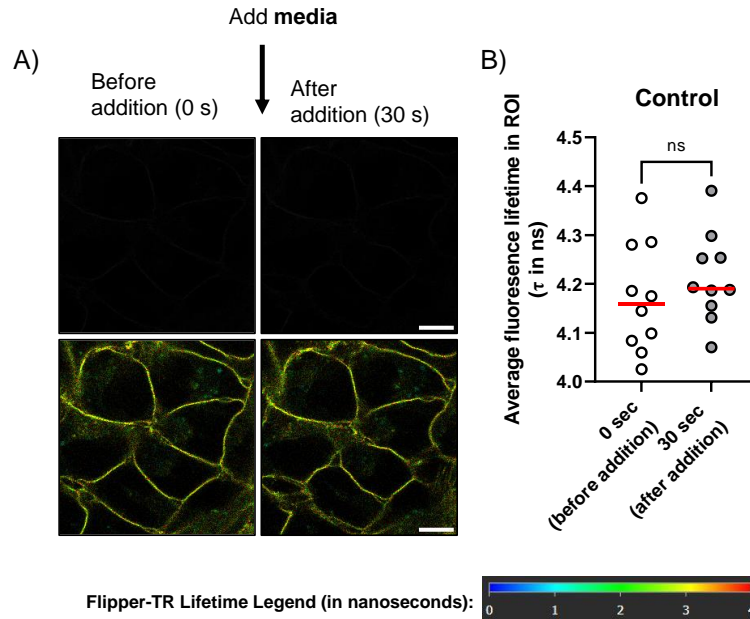 Add media
A)
Before
addition (0 s)
After
addition (30 s)
B)
Control
ns
Average fluoresence lifetime in ROI
(τ in ns)
4.5
4.4
4.3
4.2
4.1
4.0
0 sec
(before addition)
30 sec
(after addition)
Flipper-TR Lifetime Legend (in nanoseconds):
0 1 2 3 4